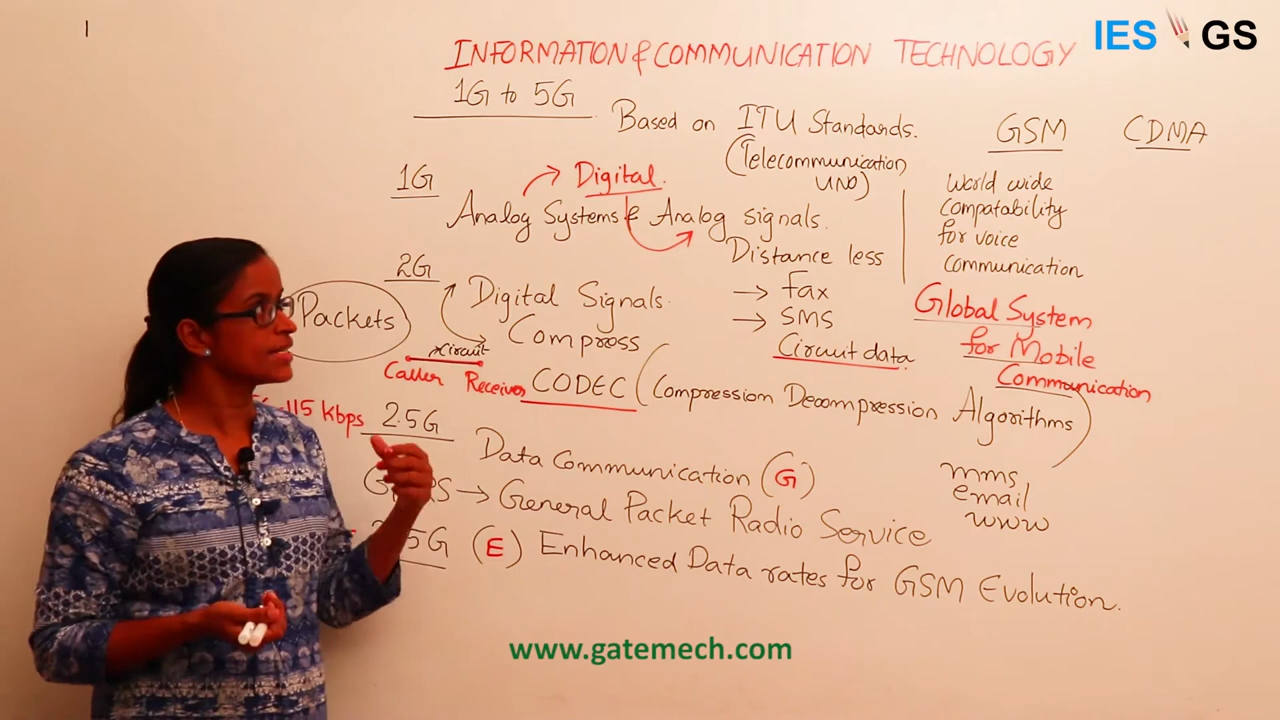 IES GS
INFORMATION & COMMUNICATION TECHNOLOGY
1G to 5G
Based on ITU Standards.
(Telecommunication
UNO)
GSM
CDMA
World wide
Compatability
for voice
communication
Global System
for Mobile
Communication
1G
Digital.
Analog Systems & Analog signals.
Distance less
2G
Digital Signals.
Compress
→ fax
→ SMS
Circuit data
Packets
Circuit
Caller Receiver
CODEC (Compression Decompression Algorithms)
115 kbps
2.5G
Data Communication (G)
→ General Packet Radio Service
mms
email
www
5G (E) Enhanced Data rates for GSM Evolution.
www.gatemech.com